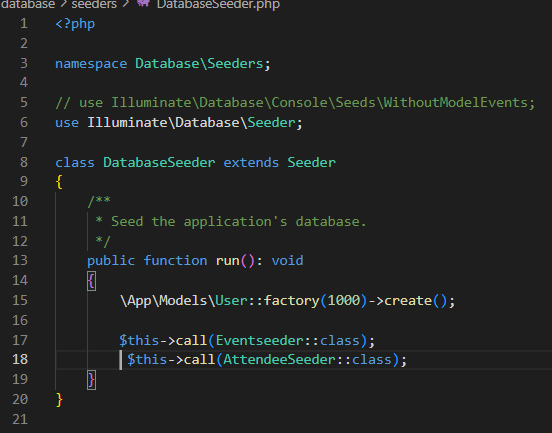 database > seeders > DatabaseSeeder.php
1 <?php
2
3 namespace Database\Seeders;
4
5 // use Illuminate\Database\Console\Seeds\WithoutModelEvents;
6 use Illuminate\Database\Seeder;
7
8 class DatabaseSeeder extends Seeder
9 {
10     /**
11      * Seed the application's database.
12      */
13     public function run(): void
14     {
15         \App\Models\User::factory(1000)->create();
16
17         $this->call(Eventseeder::class);
18          $this->call(AttendeeSeeder::class);
19     }
20 }
21